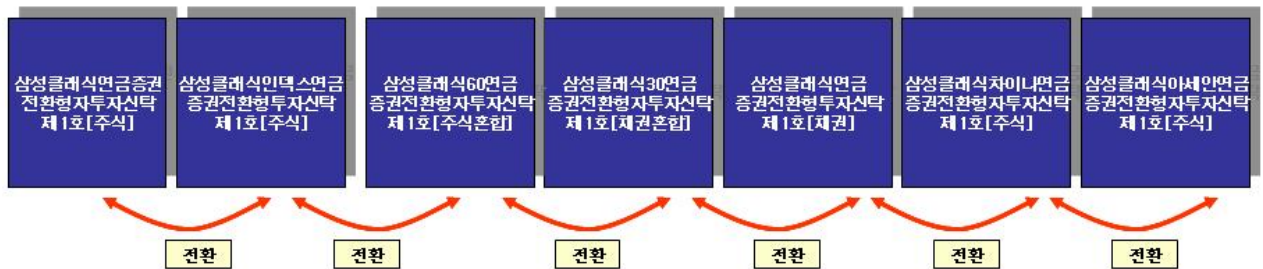 삼성클래식연금증권
전환형자투자신탁
제1호[주식]
삼성클래식인덱스연금
증권전환형자투자신탁
제1호[주식]
삼성클래식60연금
증권전환형자투자신탁
제1호[주식혼합]
삼성클래식30연금
증권전환형자투자신탁
제1호[채권혼합]
삼성클래식연금
증권전환형자투자신탁
제1호[채권]
삼성클래식차이나연금
증권전환형자투자신탁
제1호[주식]
삼성클래식아세안연금
증권전환형자투자신탁
제1호[주식]
전환
전환
전환
전환
전환
전환